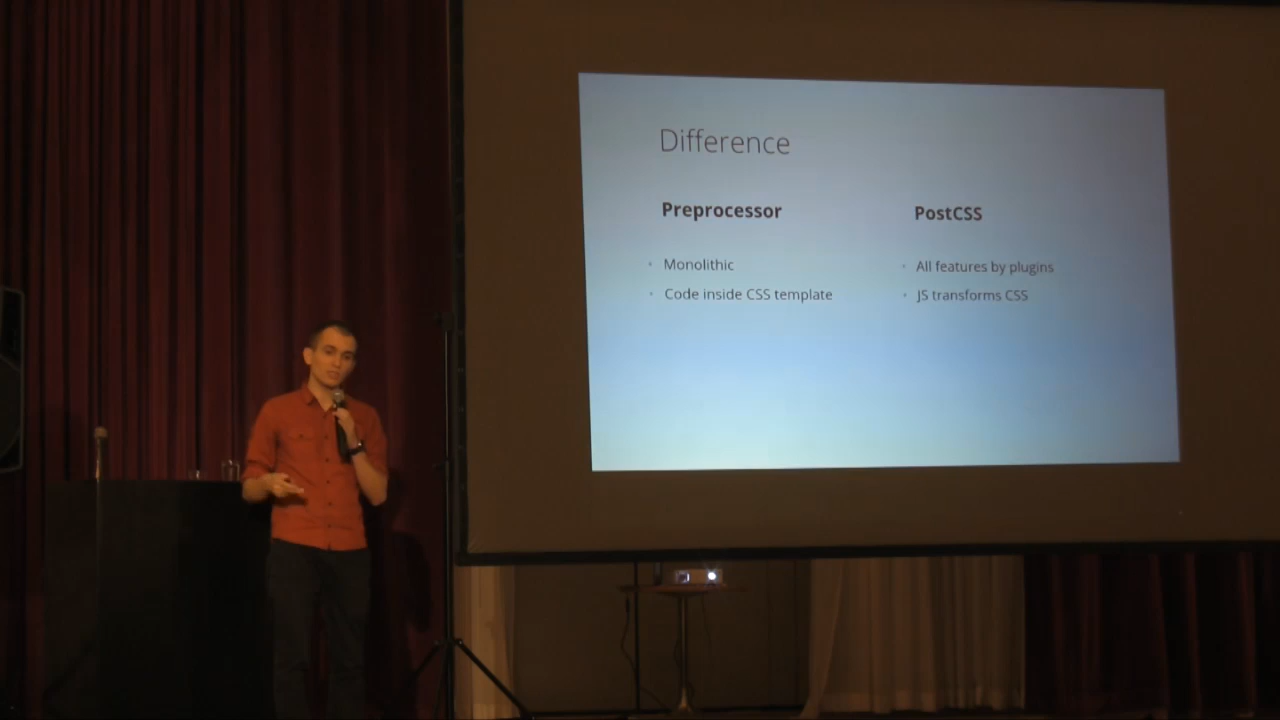 Difference
Preprocessor
Monolithic
Code inside CSS template
PostCSS
All features by plugins
JS transforms CSS